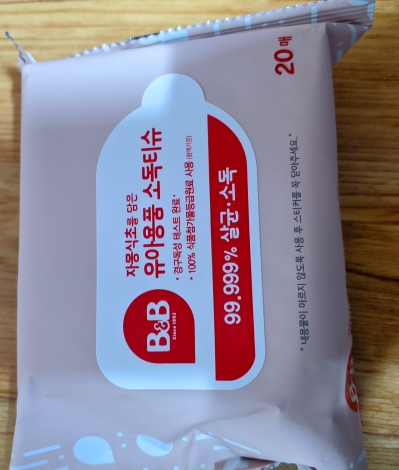 B&B
Since 1992
자몽식초를 담은
유아용품 소독티슈
• 경구독성 테스트 완료*
• 100% 식품첨가물등급원료 사용
99.999% 살균·소독
20매
* 내용물이 마르지 않도록 사용 후 스티커를 꼭 닫아주세요.*